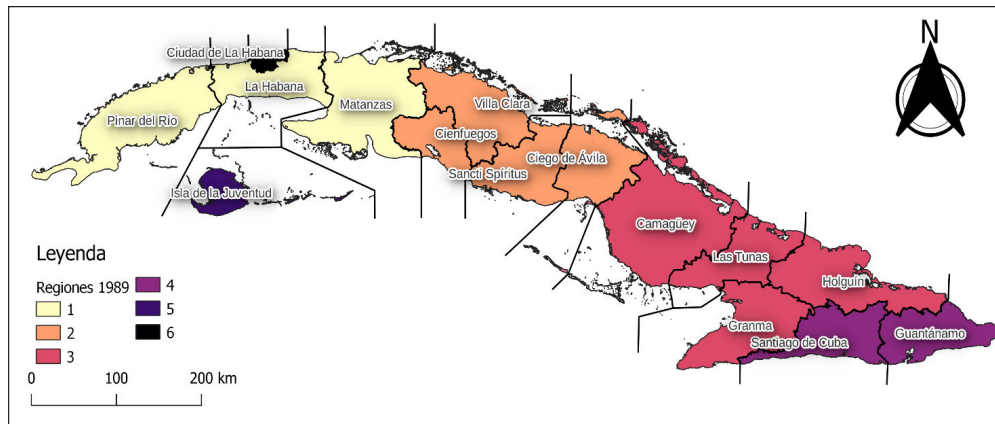 N
Ciudad de La Habana
La Habana
Pinar del Río
Matanzas
Villa Clara
Cienfuegos
Ciego de Ávila
Sancti Spíritus
Isla de la Juventud
Camagüey
Las Tunas
Holguín
Granma
Santiago de Cuba
Guantánamo
Leyenda
Regiones 1989
1
2
3
4
5
6
0 100 200 km